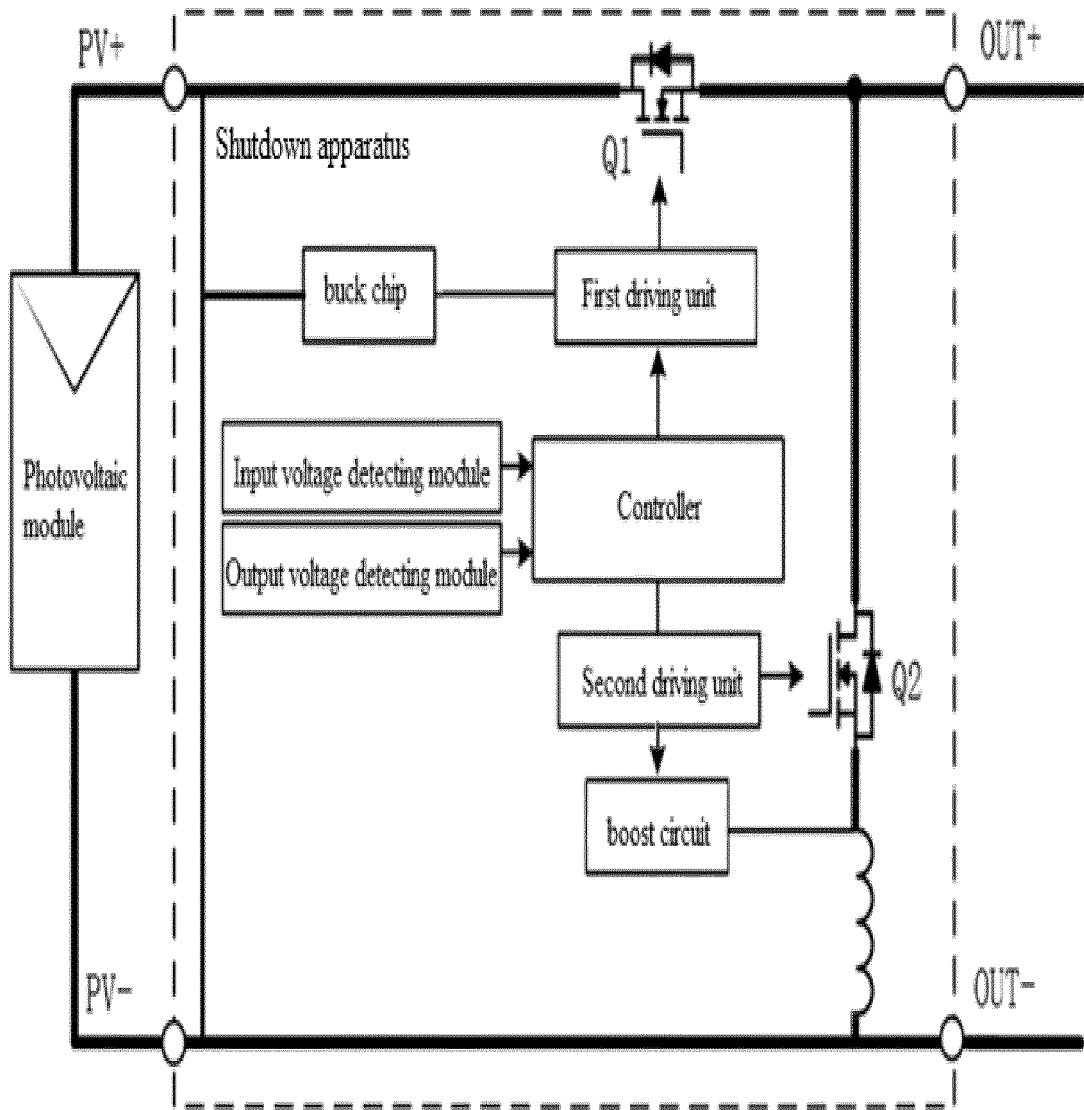 PV+
OUT+
Shutdown apparatus
Q1
buck chip
First driving unit
Photovoltaic
module
Input voltage detecting module
Controller
Output voltage detecting module
Second driving unit
Q2
boost circuit
PV-
OUT-